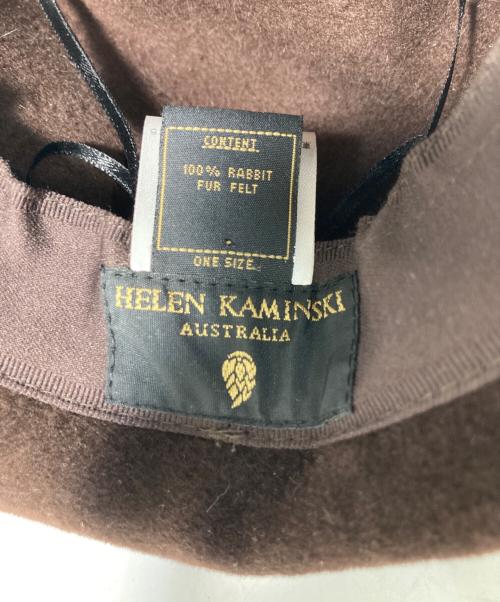 CONTENT
100% RABBIT
FUR FELT
ONE SIZE
HELEN KAMINSKI
AUSTRALIA